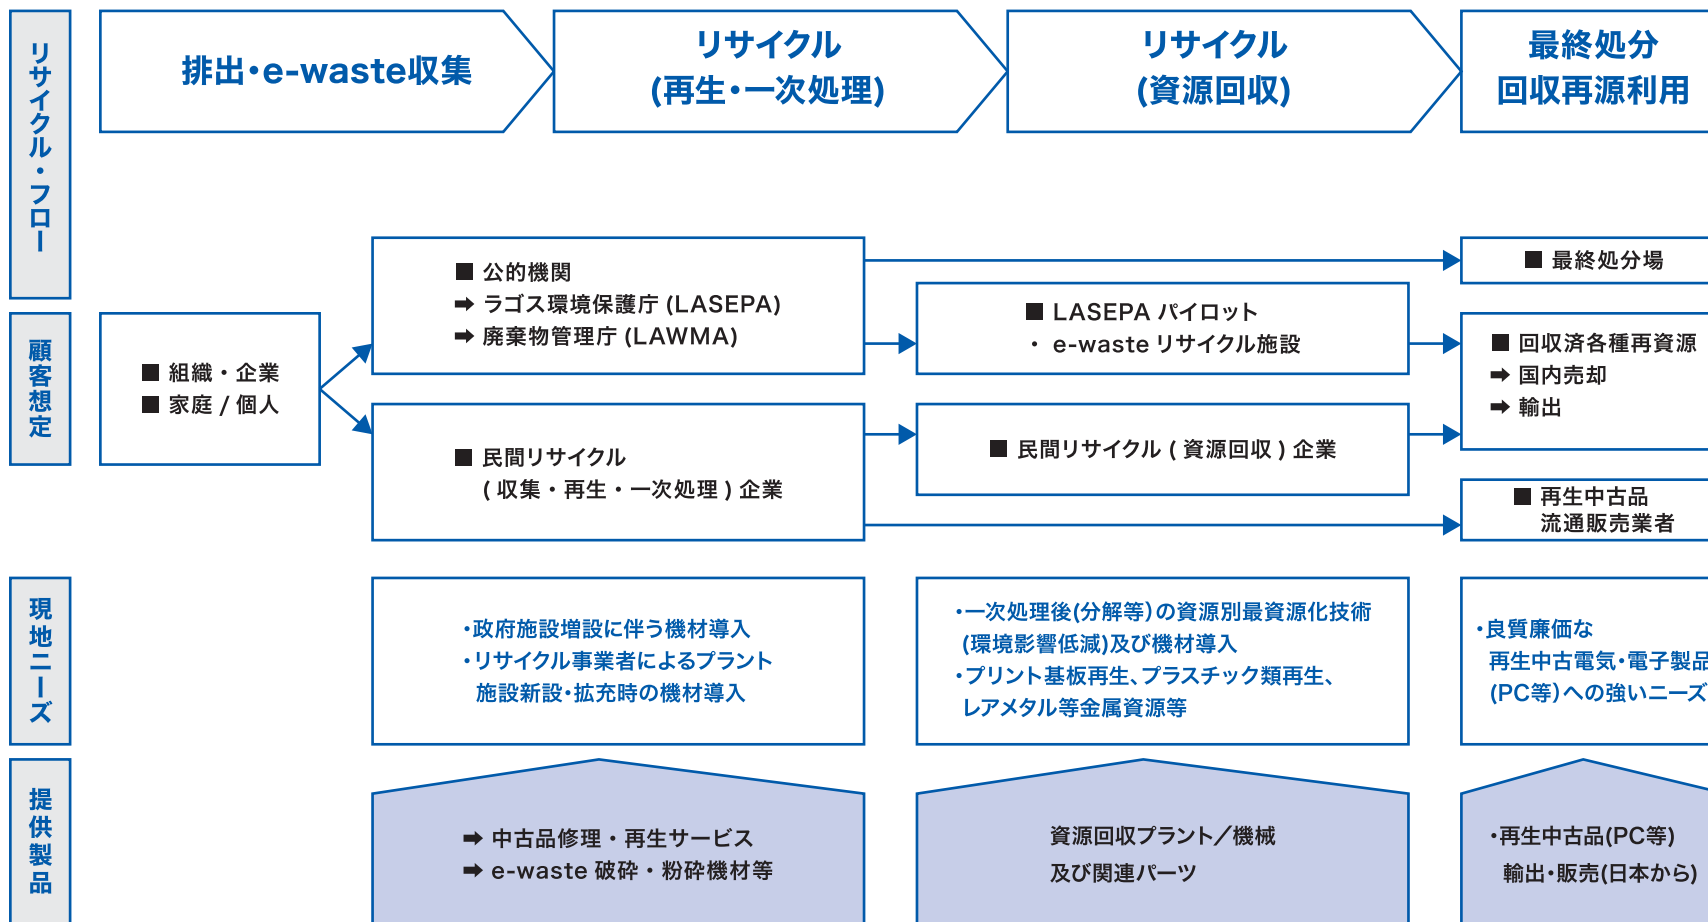 リサイクル・フロー
排出・e-waste収集
リサイクル
(再生・一次処理)
リサイクル
(資源回収)
最終処分
回収再源利用
顧客想定
■ 組織・企業
■ 家庭 / 個人
■ 公的機関
➡ ラゴス環境保護庁 (LASEPA)
➡ 廃棄物管理庁 (LAWMA)
■ 民間リサイクル
( 収集・再生・一次処理 ) 企業
■ LASEPA パイロット
・ e-waste リサイクル施設
■ 民間リサイクル ( 資源回収 ) 企業
■ 最終処分場
■ 回収済各種再資源
➡ 国内売却
➡ 輸出
■ 再生中古品
流通販売業者
現地ニーズ
・政府施設増設に伴う機材導入
・リサイクル事業者によるプラント
施設新設・拡充時の機材導入
・一次処理後(分解等)の資源別最資源化技術
(環境影響低減)及び機材導入
・プリント基板再生、プラスチック類再生、
レアメタル等金属資源等
・良質廉価な
再生中古電気・電子製品
(PC等)への強いニーズ
提供製品
➡ 中古品修理・再生サービス
➡ e-waste 破砕・粉砕機材等
資源回収プラント／機械
及び関連パーツ
・再生中古品(PC等)
輸出・販売(日本から)